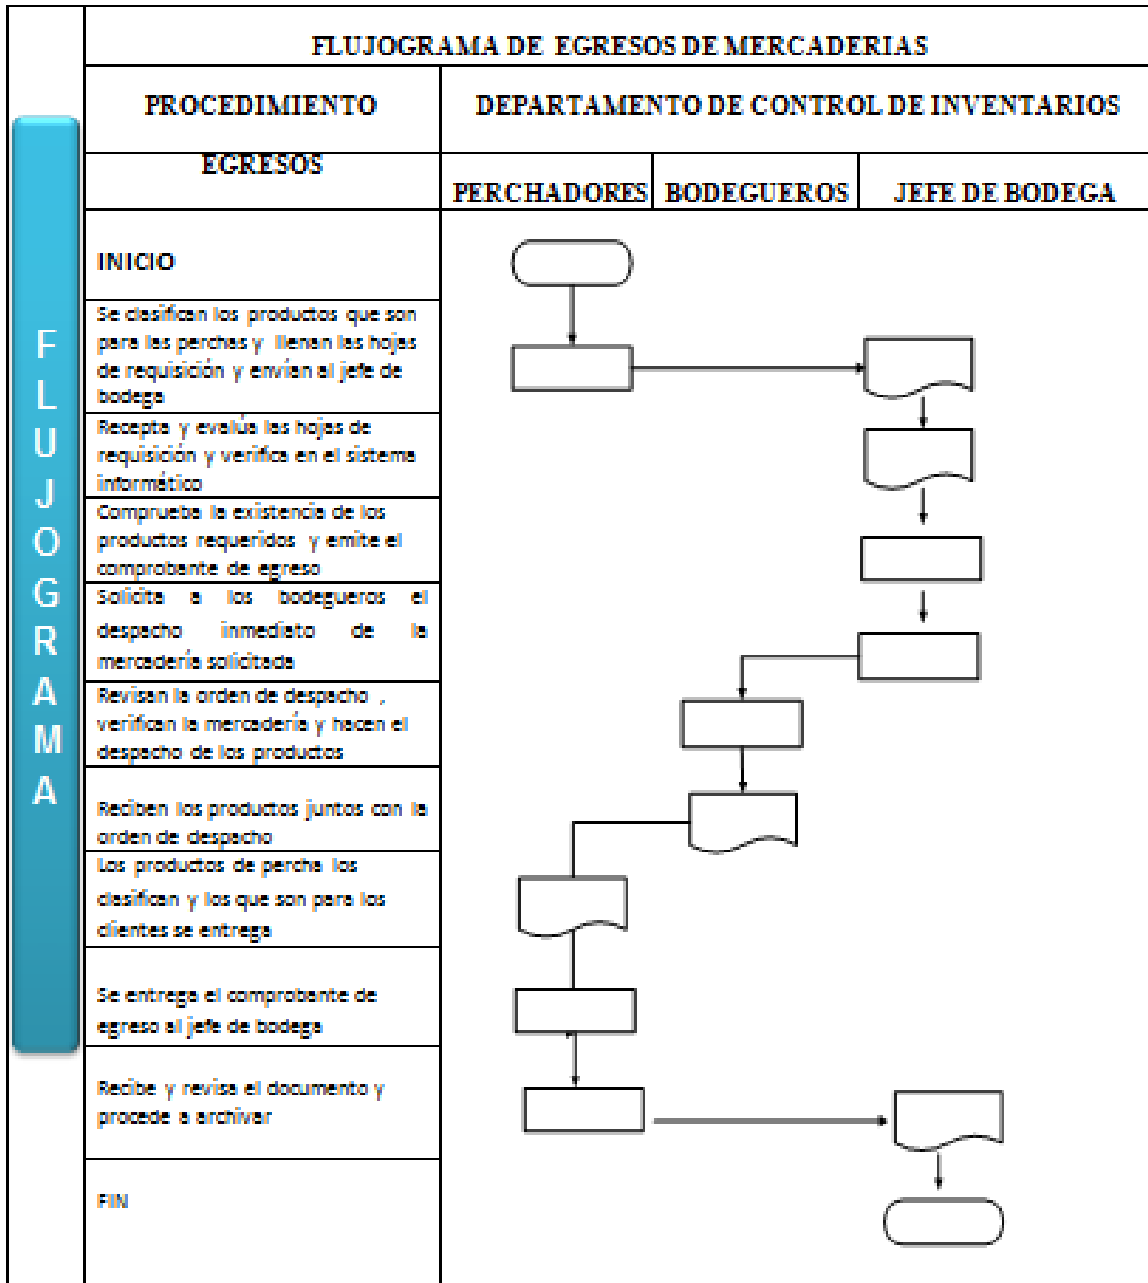 FLUJOGRAMA DE EGRESOS DE MERCADERIAS
PROCEDIMIENTO
DEPARTAMENTO DE CONTROL DE INVENTARIOS
EGRESOS
PERCHADORES
BODEGUEROS
JEFE DE BODEGA
FLUJOGRAMA
INICIO
Se clasifican los productos que son
para las perchas y llenan las hojas
de requisición y envían al jefe de
bodega
Recepta y evalúa las hojas de
requisición y verifica en el sistema
informático
Comprueba la existencia de los
productos requeridos y emite el
comprobante de egreso
Solicita a los bodegueros el
despacho inmediato de la
mercadería solicitada
Revisan la orden de despacho ,
verifican la mercadería y hacen el
despacho de los productos
Reciben los productos juntos con la
orden de despacho
Los productos de percha los
clasifican y los que son para los
clientes se entrega
Se entrega el comprobante de
egreso al jefe de bodega
Recibe y revisa el documento y
procede a archivar
FIN